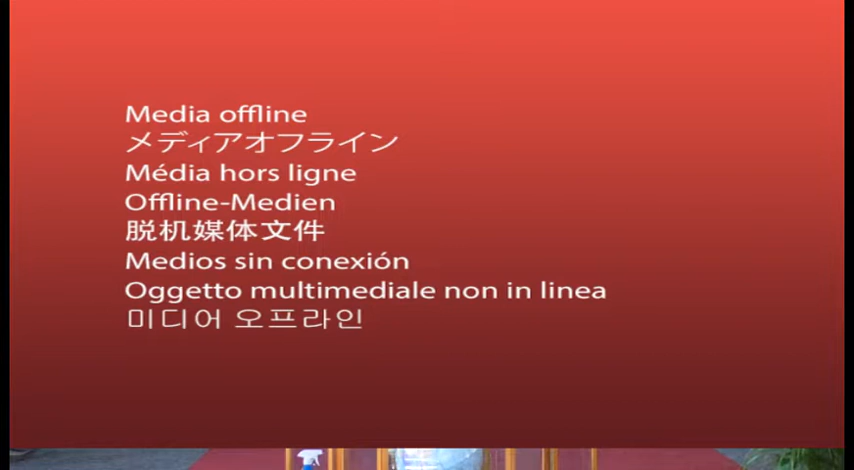 Media offline
メディアオフライン
Média hors ligne
Offline-Medien
脱机媒体文件
Medios sin conexión
Oggetto multimediale non in linea
미디어 오프라인